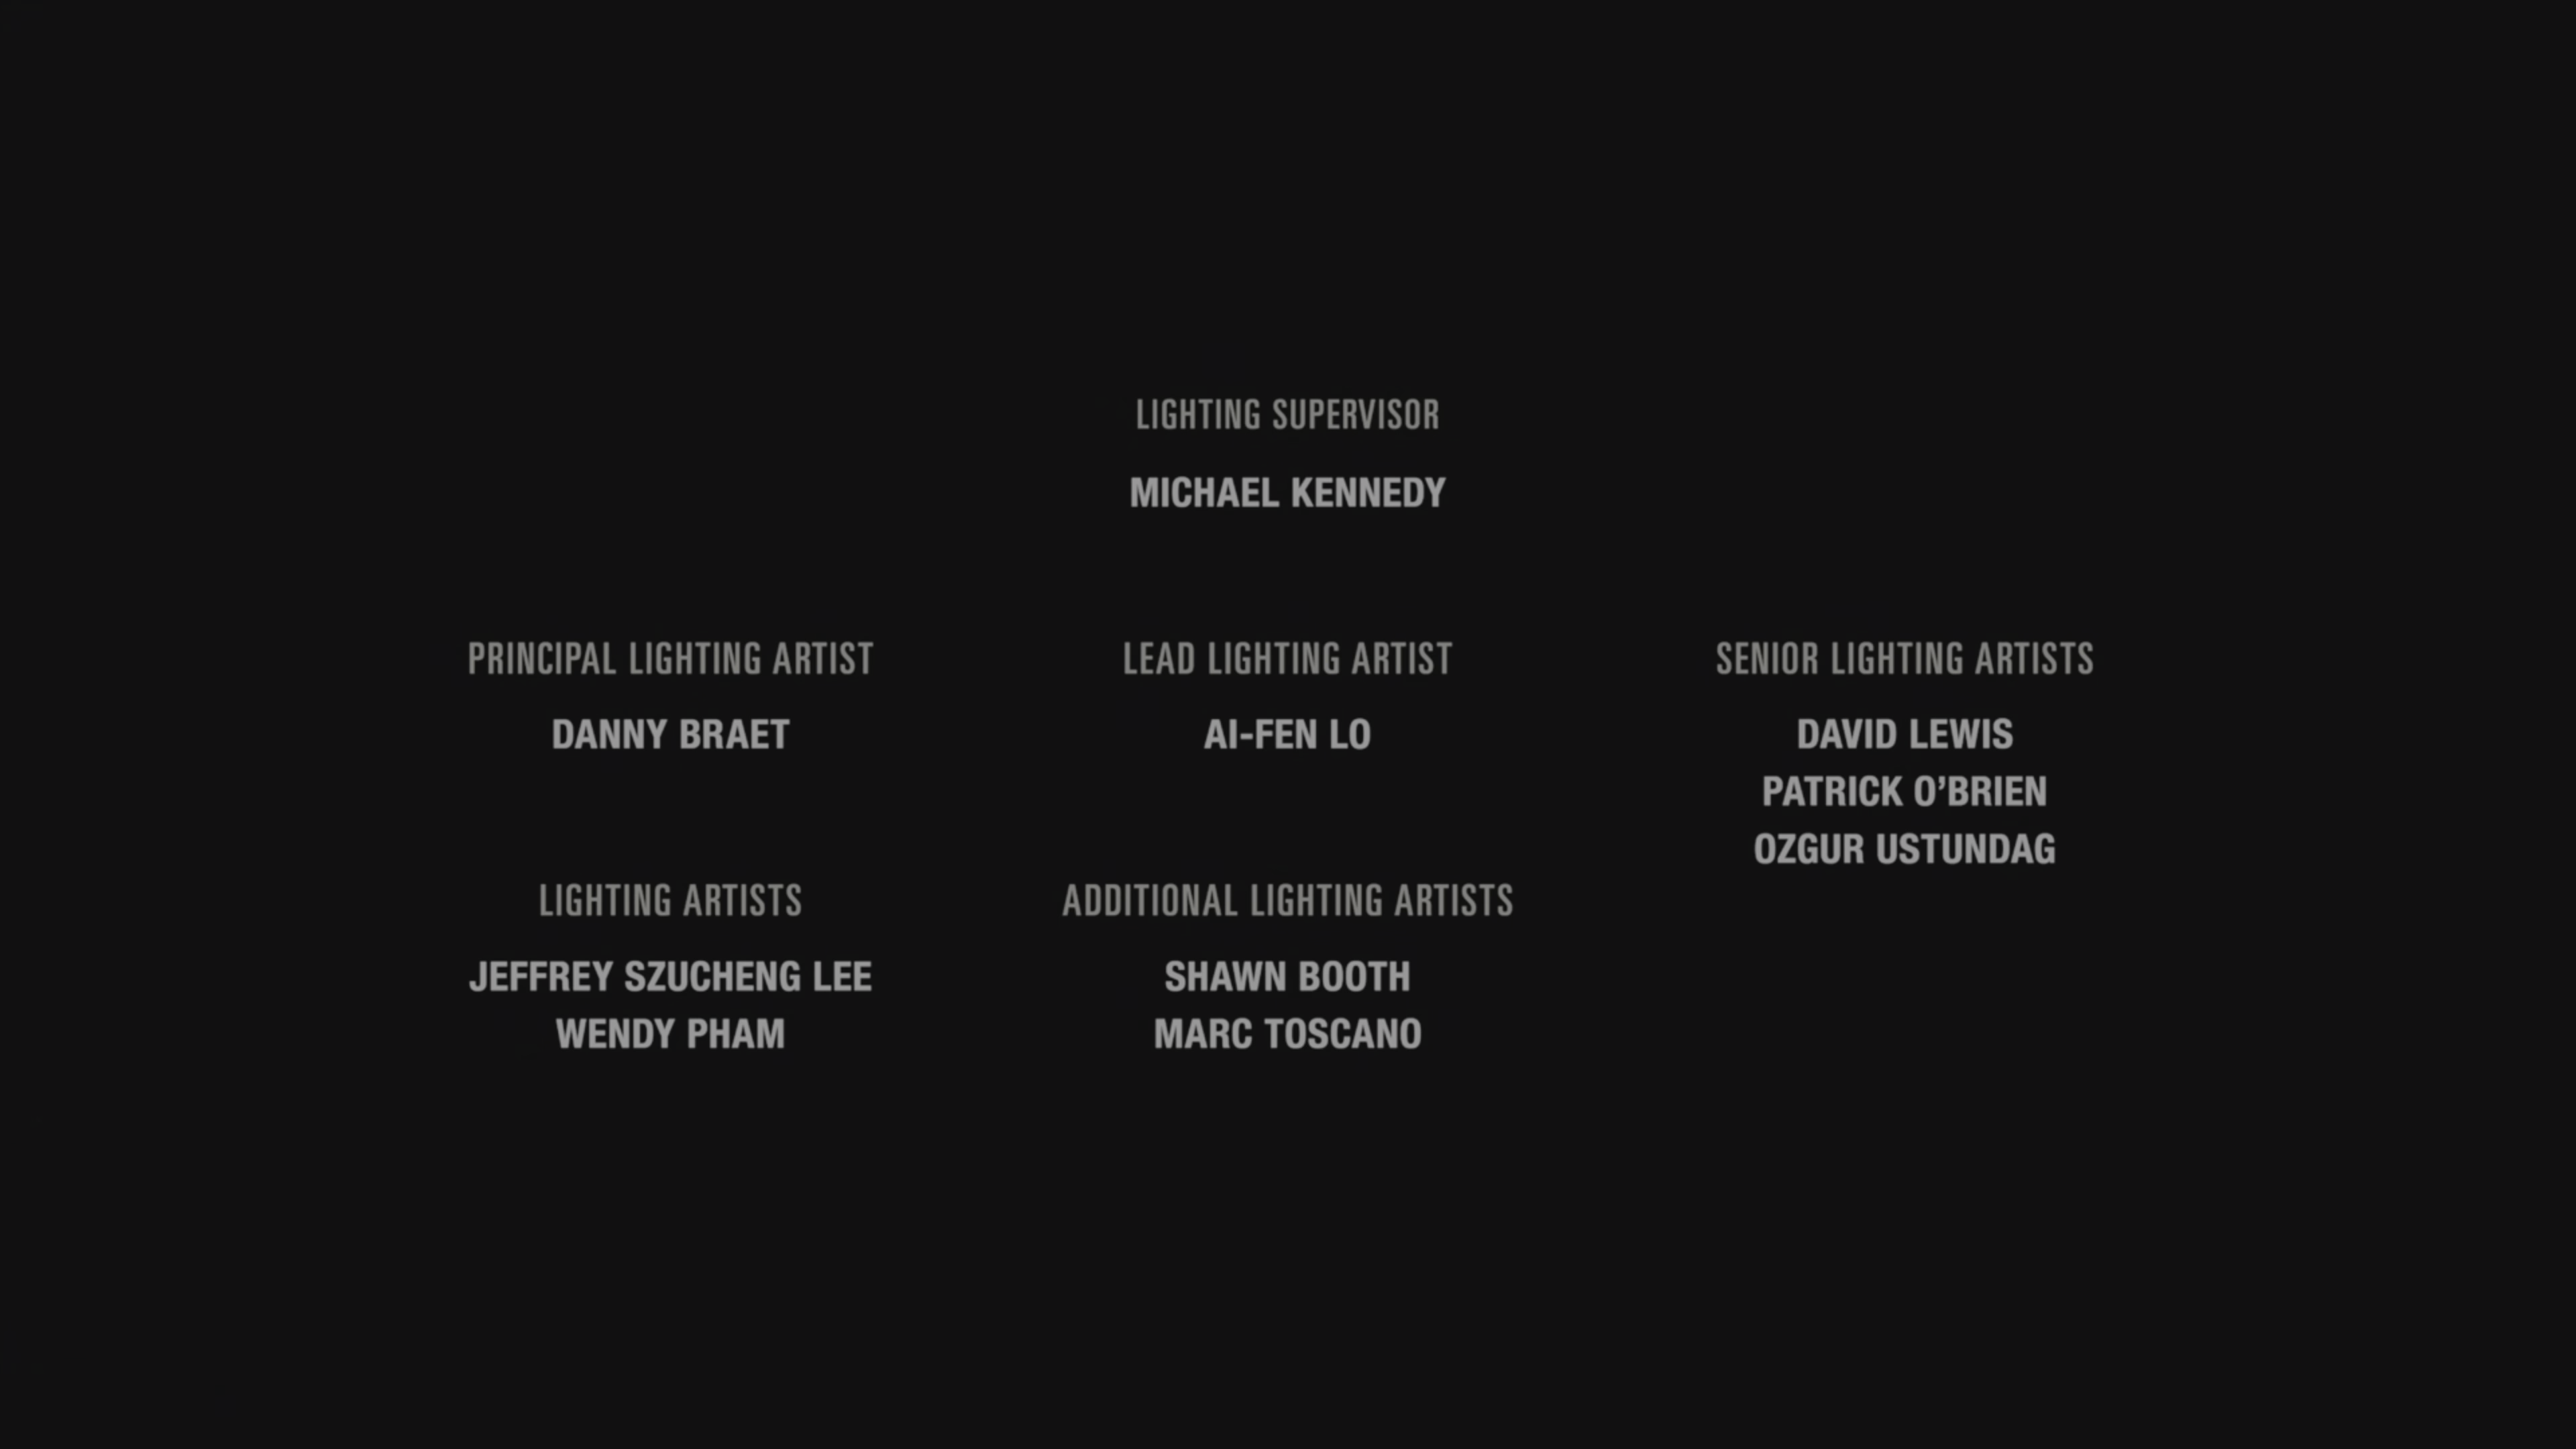 LIGHTING SUPERVISOR
MICHAEL KENNEDY
PRINCIPAL LIGHTING ARTIST
DANNY BRAET
LEAD LIGHTING ARTIST
AI-FEN LO
SENIOR LIGHTING ARTISTS
DAVID LEWIS
PATRICK O’BRIEN
OZGUR USTUNDAG
LIGHTING ARTISTS
JEFFREY SZUCHENG LEE
WENDY PHAM
ADDITIONAL LIGHTING ARTISTS
SHAWN BOOTH
MARC TOSCANO